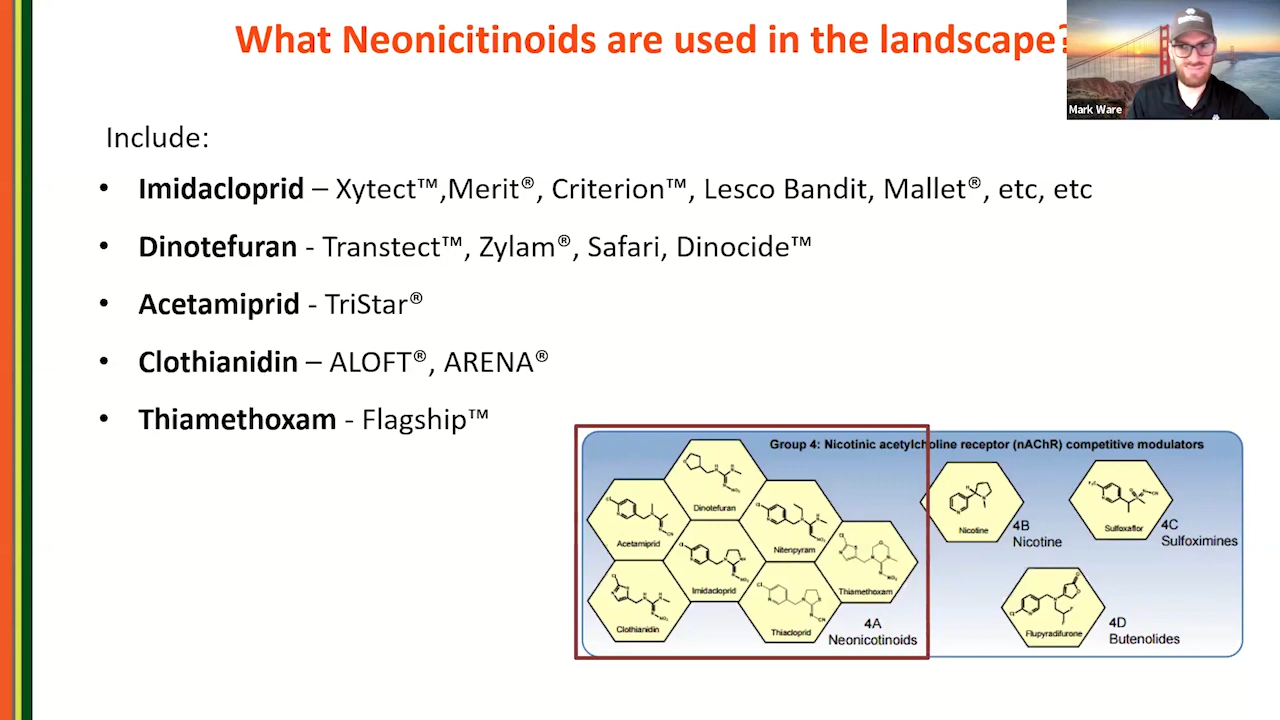 What Neonicitinoids are used in the landscape?
Mark Ware
Include:
• Imidacloprid – Xytect™,Merit®, Criterion™, Lesco Bandit, Mallet®, etc, etc
• Dinotefuran - Transtect™, Zylam®, Safari, Dinocide™
• Acetamiprid - TriStar®
• Clothianidin – ALOFT®, ARENA®
• Thiamethoxam - Flagship™
Group 4: Nicotinic acetylcholine receptor (nAChR) competitive modulators
Dinotefuran
Acetamiprid
Nitenpyram
Imidacloprid
Thiamethoxam
Clothianidin
Thiacloprid
4A
Neonicotinoids
Nicotine
4B
Nicotine
Sulfoxaflor
4C
Sulfoximines
Flupyradifurone
4D
Butenolides